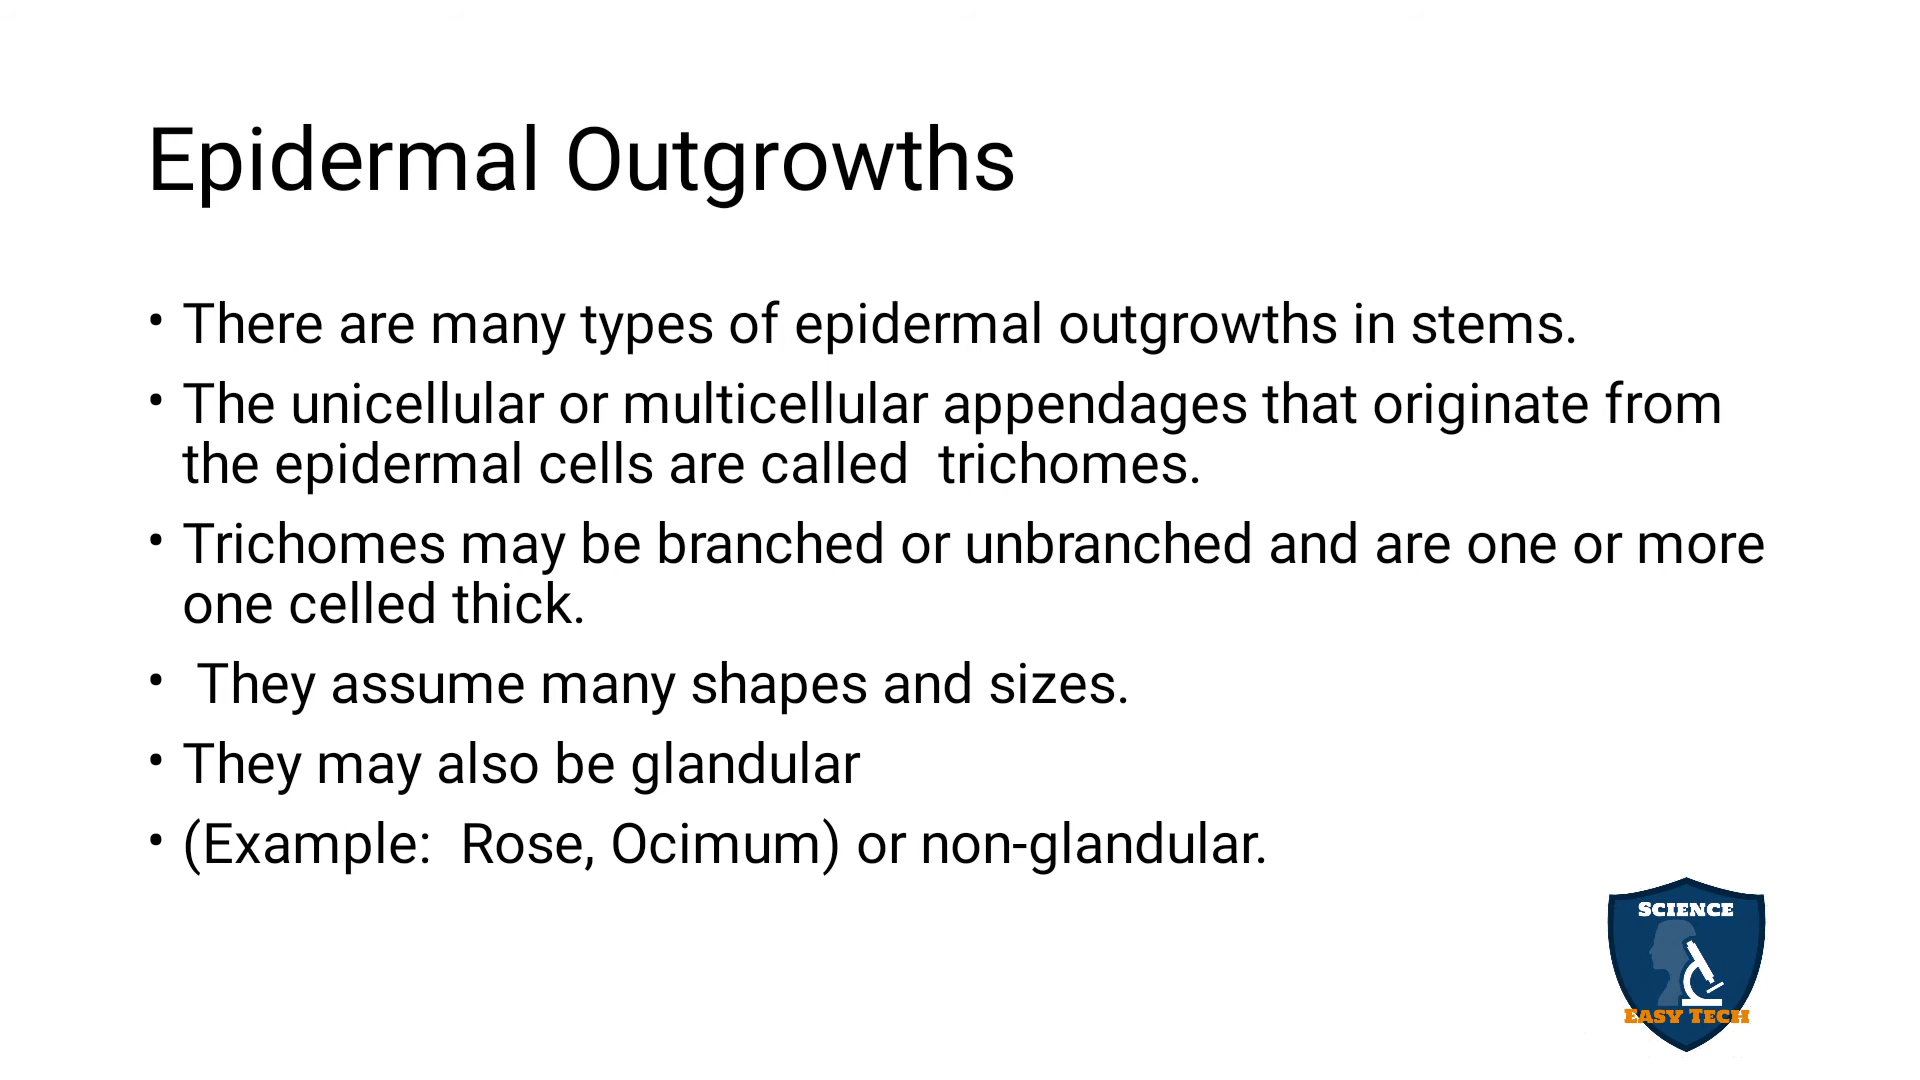 Epidermal Outgrowths
• There are many types of epidermal outgrowths in stems.
• The unicellular or multicellular appendages that originate from
the epidermal cells are called  trichomes.
• Trichomes may be branched or unbranched and are one or more
one celled thick.
•  They assume many shapes and sizes.
• They may also be glandular
• (Example:  Rose, Ocimum) or non-glandular.
SCIENCE
EASY TECH